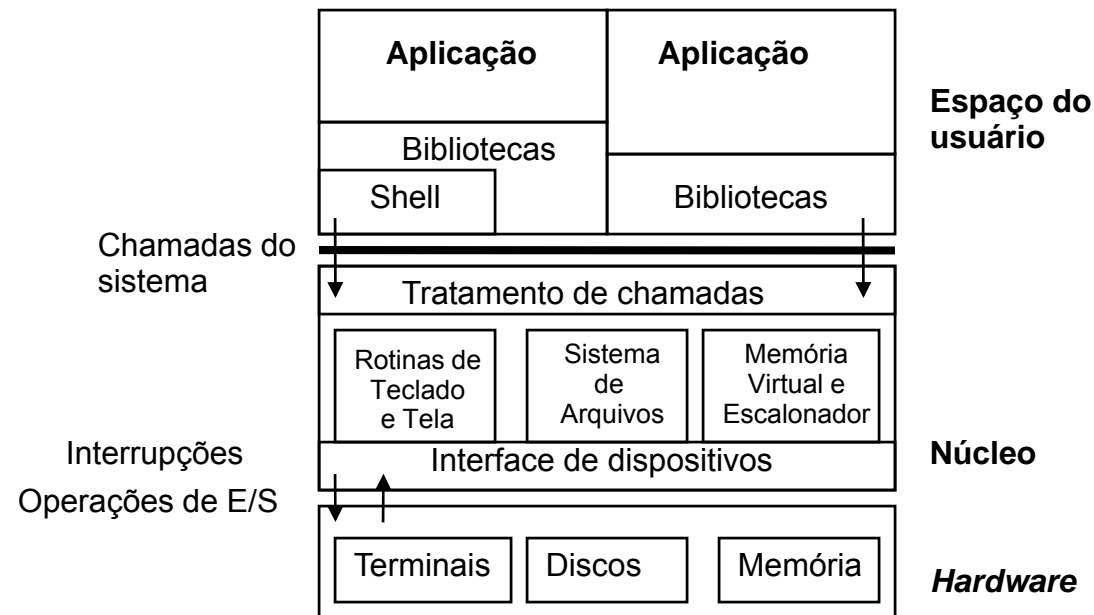 Aplicação
Aplicação
Espaço do
usuário
Bibliotecas
Shell
Bibliotecas
Chamadas do
sistema
Tratamento de chamadas
Rotinas de
Teclado
e Tela
Sistema
de
Arquivos
Memória
Virtual e
Escalonador
Interrupções
Interface de dispositivos
Núcleo
Operações de E/S
Terminais
Discos
Memória
Hardware